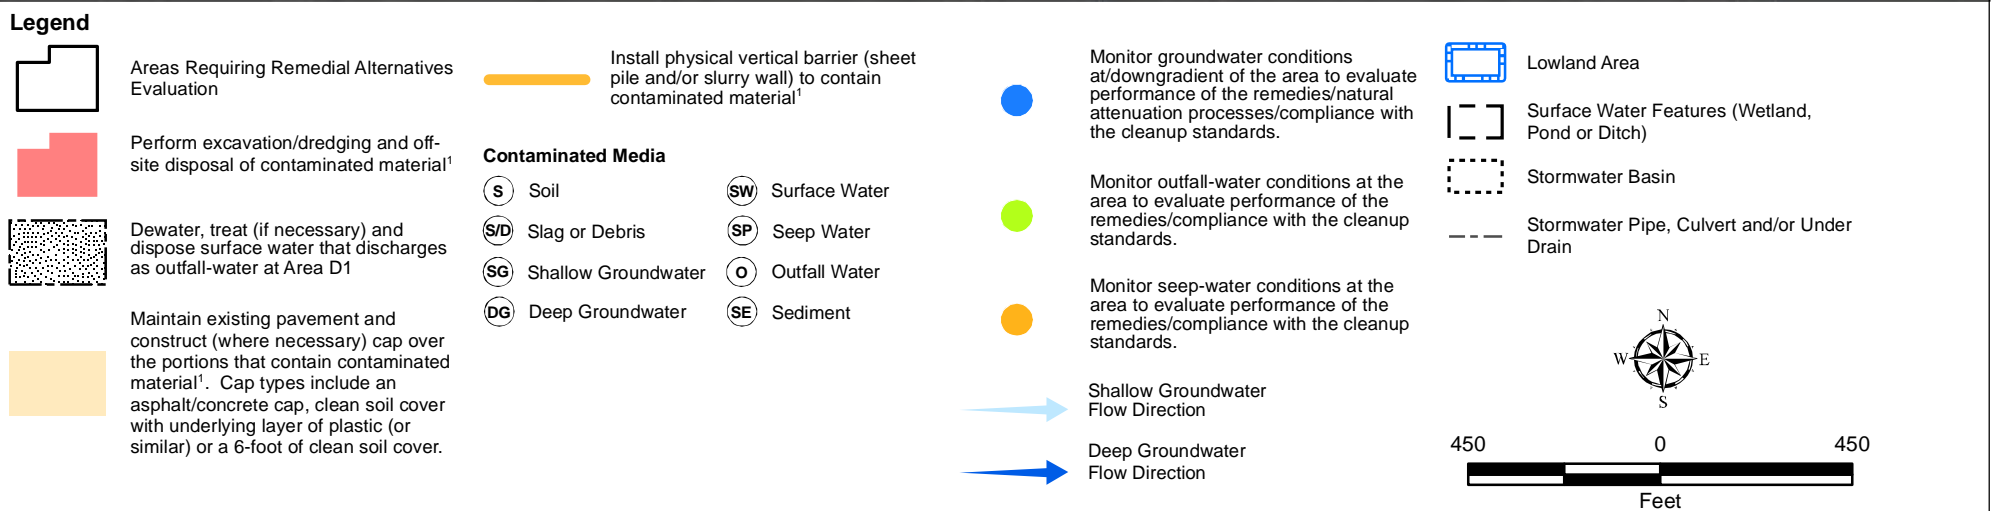 Legend
Areas Requiring Remedial Alternatives
Evaluation
Perform excavation/dredging and off-
site disposal of contaminated material¹
Dewater, treat (if necessary) and
dispose surface water that discharges
as outfall-water at Area D1
Maintain existing pavement and
construct (where necessary) cap over
the portions that contain contaminated
material¹.  Cap types include an
asphalt/concrete cap, clean soil cover
with underlying layer of plastic (or
similar) or a 6-foot of clean soil cover.
Install physical vertical barrier (sheet
pile and/or slurry wall) to contain
contaminated material¹
Contaminated Media
S Soil
S/D Slag or Debris
SG Shallow Groundwater
DG Deep Groundwater
SW Surface Water
SP Seep Water
O Outfall Water
SE Sediment
Monitor groundwater conditions
at/downgradient of the area to evaluate
performance of the remedies/natural
attenuation processes/compliance with
the cleanup standards.
Monitor outfall-water conditions at the
area to evaluate performance of the
remedies/compliance with the cleanup
standards.
Monitor seep-water conditions at the
area to evaluate performance of the
remedies/compliance with the cleanup
standards.
Shallow Groundwater
Flow Direction
Deep Groundwater
Flow Direction
Lowland Area
Surface Water Features (Wetland,
Pond or Ditch)
Stormwater Basin
Stormwater Pipe, Culvert and/or Under
Drain
N
W E
S
450 0 450
Feet